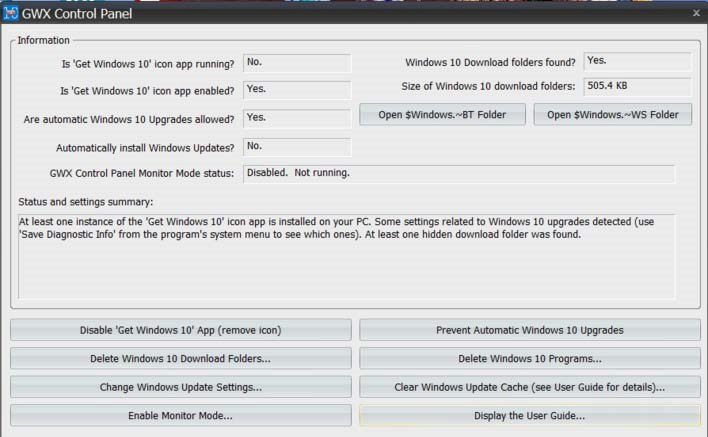 GWX Control Panel
Information
Is 'Get Windows 10' icon app running? No.
Windows 10 Download folders found? Yes.
Is 'Get Windows 10' icon app enabled? Yes.
Size of Windows 10 download folders: 505.4 KB
Are automatic Windows 10 Upgrades allowed? Yes.
Open $Windows.~BT Folder
Open $Windows.~WS Folder
Automatically install Windows Updates? No.
GWX Control Panel Monitor Mode status: Disabled. Not running.
Status and settings summary:
At least one instance of the 'Get Windows 10' icon app is installed on your PC. Some settings related to Windows 10 upgrades detected (use
'Save Diagnostic Info' from the program's system menu to see which ones). At least one hidden download folder was found.
Disable 'Get Windows 10' App (remove icon)
Prevent Automatic Windows 10 Upgrades
Delete Windows 10 Download Folders...
Delete Windows 10 Programs...
Change Windows Update Settings...
Clear Windows Update Cache (see User Guide for details)...
Enable Monitor Mode...
Display the User Guide...